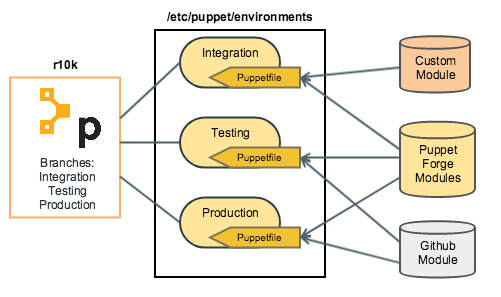 /etc/puppet/environments
r10k
p
Branches:
Integration
Testing
Production
Integration
Puppetfile
Testing
Puppetfile
Production
Puppetfile
Custom
Module
Puppet
Forge
Modules
Github
Module